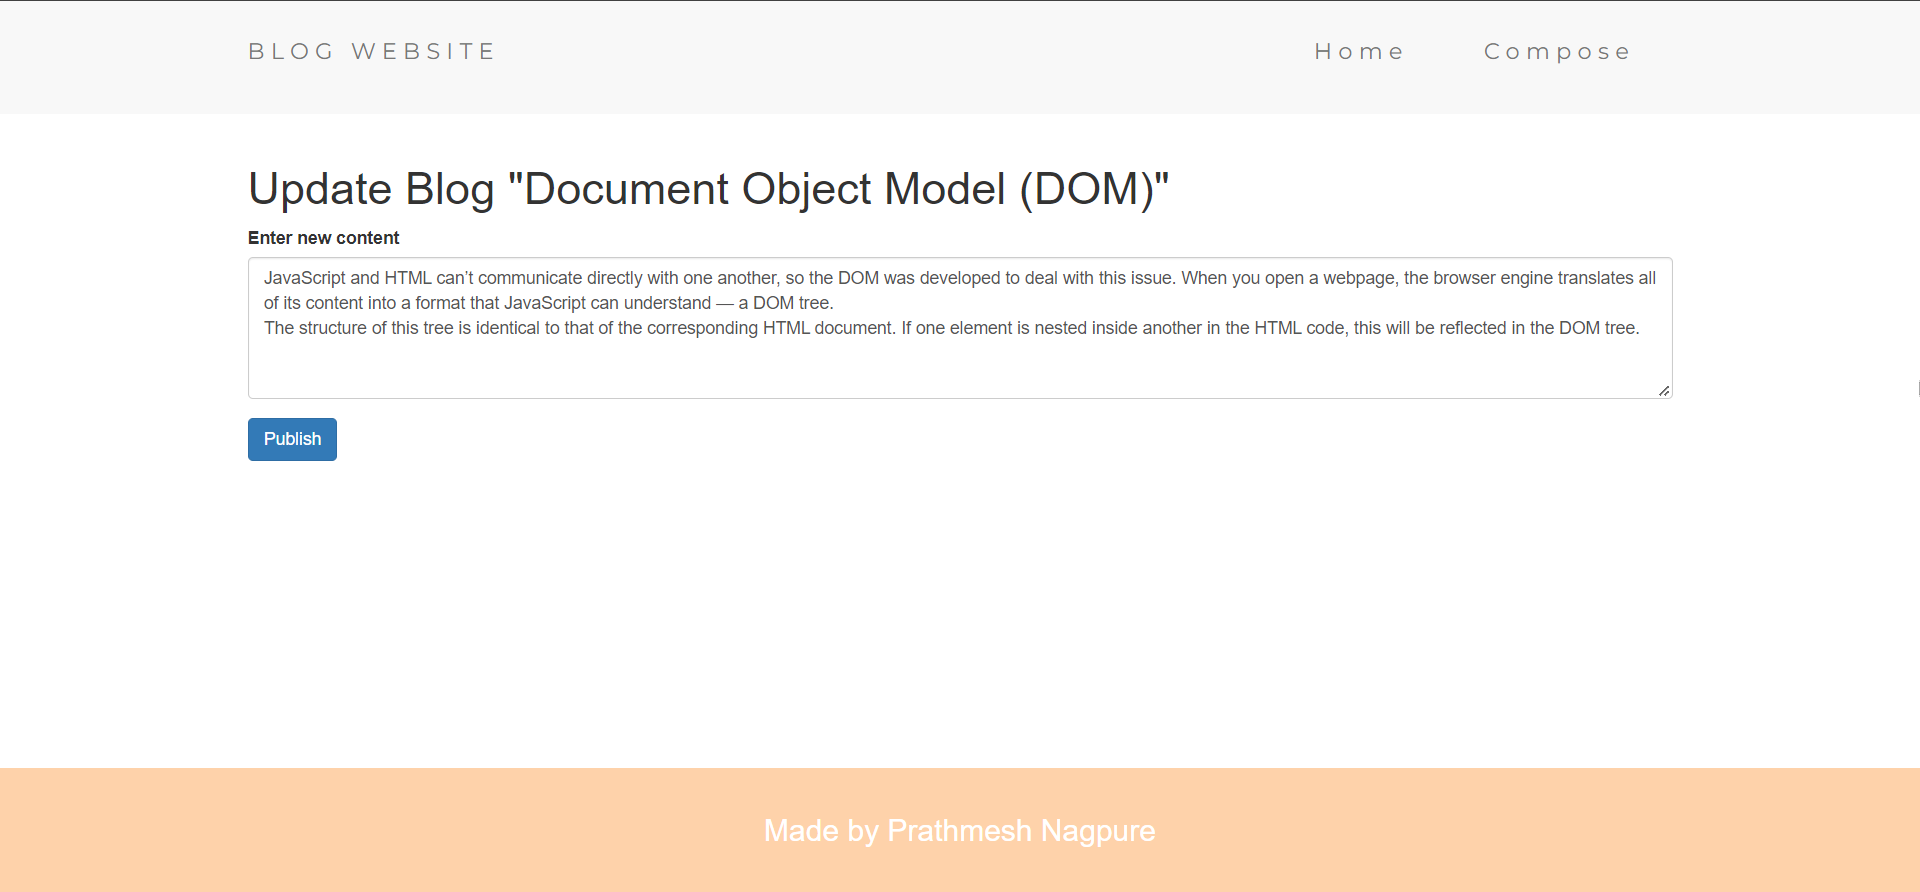 BLOG WEBSITE
Home
Compose
Update Blog "Document Object Model (DOM)"
Enter new content
JavaScript and HTML can’t communicate directly with one another, so the DOM was developed to deal with this issue. When you open a webpage, the browser engine translates all
of its content into a format that JavaScript can understand — a DOM tree.
The structure of this tree is identical to that of the corresponding HTML document. If one element is nested inside another in the HTML code, this will be reflected in the DOM tree.
Publish
Made by Prathmesh Nagpure